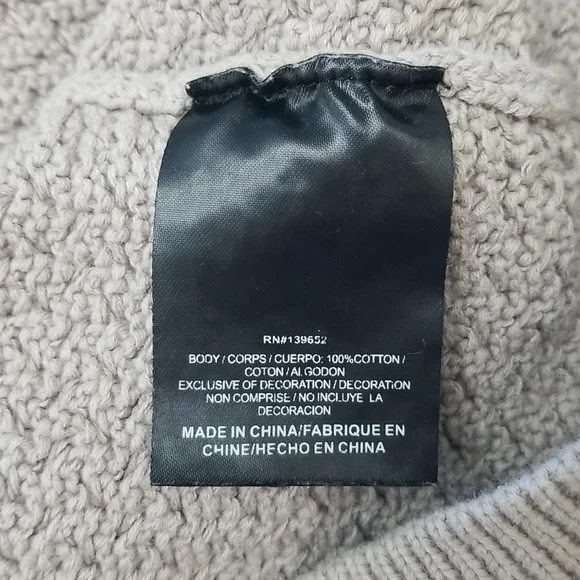 RN#139652
BODY / CORPS / CUERPO: 100%COTTON /
COTON / ALGODON
EXCLUSIVE OF DECORATION / DECORATION
NON COMPRISE / NO INCLUYE LA
DECORACION
MADE IN CHINA/FABRIQUE EN
CHINE/HECHO EN CHINA